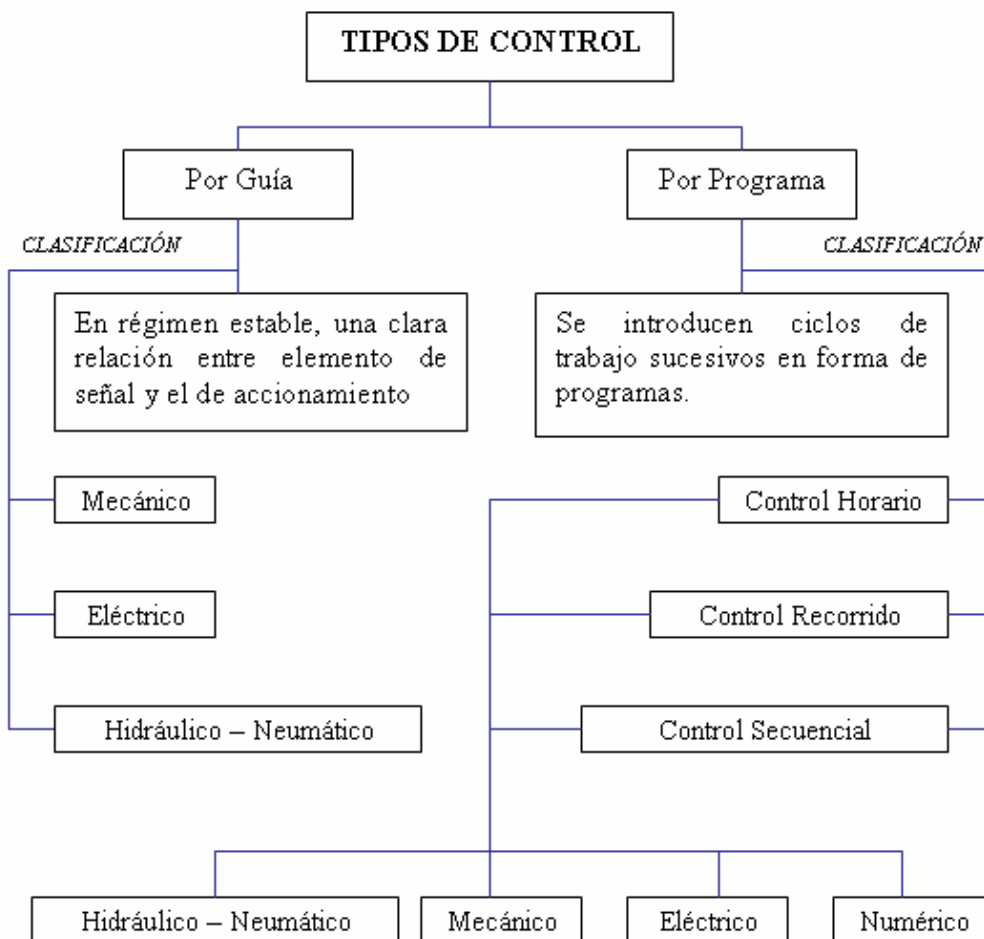 TIPOS DE CONTROL
Por Guía
Por Programa
CLASIFICACIÓN
CLASIFICACIÓN
En régimen estable, una clara
relación entre elemento de
señal y el de accionamiento
Se introducen ciclos de
trabajo sucesivos en forma de
programas.
Mecánico
Control Horario
Eléctrico
Control Recorrido
Hidráulico – Neumático
Control Secuencial
Hidráulico – Neumático
Mecánico
Eléctrico
Numérico